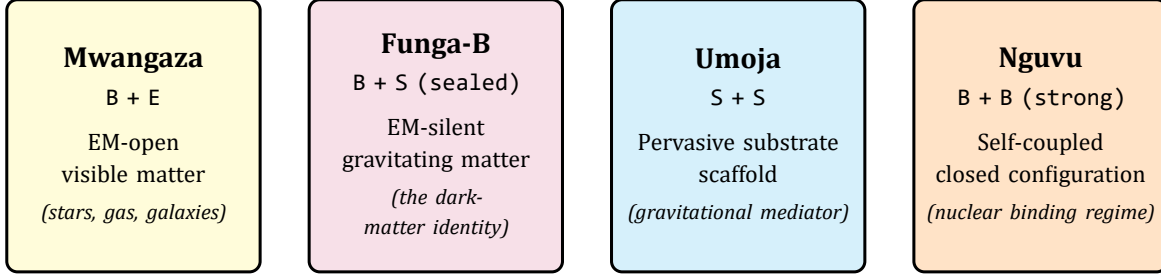 Mwangaza
B + E
EM-open
visible matter
(stars, gas, galaxies)
Funga-B
B + S (sealed)
EM-silent
gravitating matter
(the dark-
matter identity)
Umoja
S + S
Pervasive substrate
scaffold
(gravitational mediator)
Nguvu
B + B (strong)
Self-coupled
closed configuration
(nuclear binding regime)